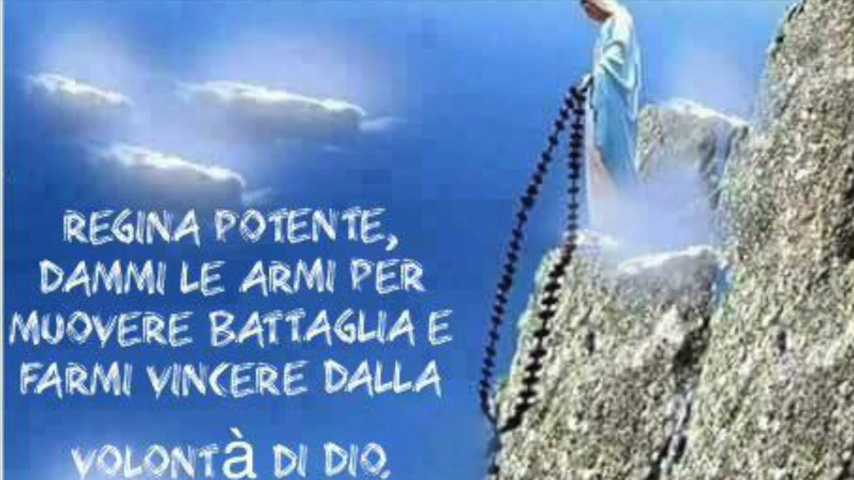 REGINA POTENTE,
DAMMI LE ARMI PER
MUOVERE BATTAGLIA E
FARMI VINCERE DALLA
VOLONTà DI DIO.